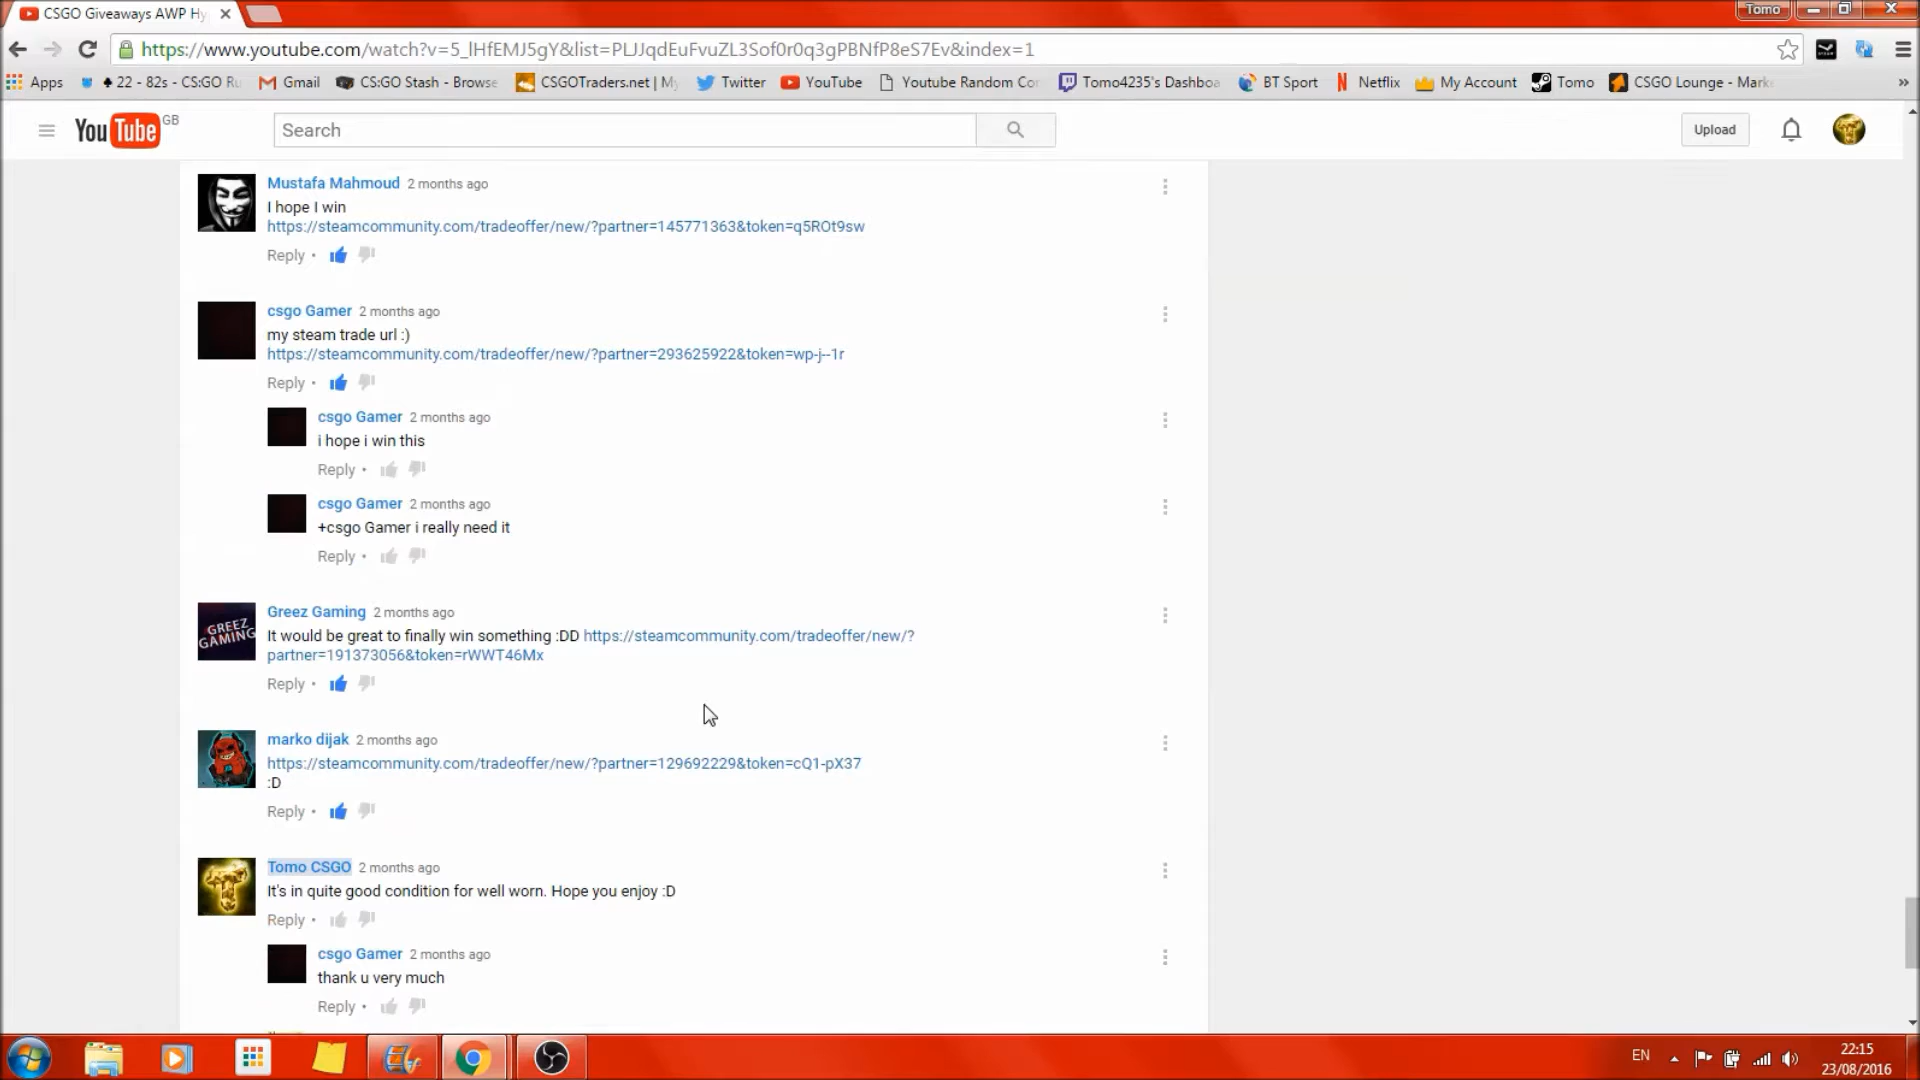 CSGO Giveaways AWP Hy
Tomo
https://www.youtube.com/watch?v=5_lHfEMJ5gY&list=PLJJqdEuFvuZL3Sof0r0q3gPBNfP8eS7Ev&index=1
Apps
22 - 82s - CS:GO Ru
Gmail
CS:GO Stash - Browse
CSGOTraders.net | My
Twitter
YouTube
Youtube Random Co
Tomo4235's Dashboa
BT Sport
Netflix
My Account
Tomo
CSGO Lounge - Mark
YouTube GB
Search
Upload
Mustafa Mahmoud 2 months ago
I hope I win
https://steamcommunity.com/tradeoffer/new/?partner=145771363&token=q5ROt9sw
Reply •
csgo Gamer 2 months ago
my steam trade url :)
https://steamcommunity.com/tradeoffer/new/?partner=293625922&token=wp-j--1r
Reply •
csgo Gamer 2 months ago
i hope i win this
Reply •
csgo Gamer 2 months ago
+csgo Gamer i really need it
Reply •
GREEZ GAMING
Greez Gaming 2 months ago
It would be great to finally win something :DD https://steamcommunity.com/tradeoffer/new/?
partner=191373056&token=rWWT46Mx
Reply •
marko dijak 2 months ago
https://steamcommunity.com/tradeoffer/new/?partner=129692229&token=cQ1-pX37
:D
Reply •
Tomo CSGO 2 months ago
It's in quite good condition for well worn. Hope you enjoy :D
Reply •
csgo Gamer 2 months ago
thank u very much
Reply •
EN
22:15
23/08/2016